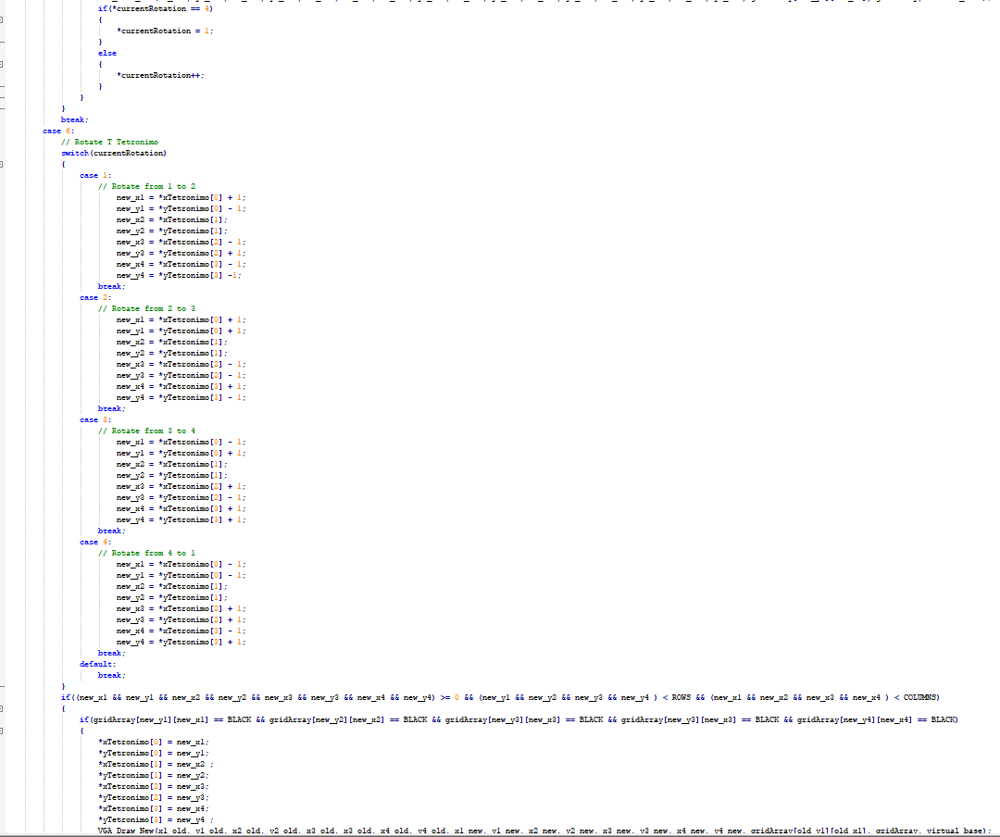 if(*currentRotation == 4)
{
*currentRotation = 1;
}
else
{
*currentRotation++;
}
}
}
break;
case 6:
// Rotate T Tetronimo
switch(currentRotation)
{
case 1:
// Rotate from 1 to 2
new_x1 = *xTetronimo[0] + 1;
new_y1 = *yTetronimo[0] - 1;
new_x2 = *xTetronimo[1];
new_y2 = *yTetronimo[1];
new_x3 = *xTetronimo[2] - 1;
new_y3 = *yTetronimo[2] + 1;
new_x4 = *xTetronimo[3] - 1;
new_y4 = *yTetronimo[3] -1;
break;
case 2:
// Rotate from 2 to 3
new_x1 = *xTetronimo[0] + 1;
new_y1 = *yTetronimo[0] + 1;
new_x2 = *xTetronimo[1];
new_y2 = *yTetronimo[1];
new_x3 = *xTetronimo[2] - 1;
new_y3 = *yTetronimo[2] - 1;
new_x4 = *xTetronimo[3] + 1;
new_y4 = *yTetronimo[3] - 1;
break;
case 3:
// Rotate from 3 to 4
new_x1 = *xTetronimo[0] - 1;
new_y1 = *yTetronimo[0] + 1;
new_x2 = *xTetronimo[1];
new_y2 = *yTetronimo[1];
new_x3 = *xTetronimo[2] + 1;
new_y3 = *yTetronimo[2] - 1;
new_x4 = *xTetronimo[3] + 1;
new_y4 = *yTetronimo[3] + 1;
break;
case 4:
// Rotate from 4 to 1
new_x1 = *xTetronimo[0] - 1;
new_y1 = *yTetronimo[0] - 1;
new_x2 = *xTetronimo[1];
new_y2 = *yTetronimo[1];
new_x3 = *xTetronimo[2] + 1;
new_y3 = *yTetronimo[2] + 1;
new_x4 = *xTetronimo[3] - 1;
new_y4 = *yTetronimo[3] + 1;
break;
default:
break;
}
if((new_x1 && new_y1 && new_x2 && new_y2 && new_x3 && new_y3 && new_x4 && new_y4) >= 0 && (new_y1 && new_y2 && new_y3 && new_y4 ) < ROWS && (new_x1 && new_x2 && new_x3 && new_x4 ) < COLUMNS)
{
if(gridArray[new_y1][new_x1] == BLACK && gridArray[new_y2][new_x2] == BLACK && gridArray[new_y3][new_x3] == BLACK && gridArray[new_y3][new_x3] == BLACK && gridArray[new_y4][new_x4] == BLACK)
{
*xTetronimo[0] = new_x1;
*yTetronimo[0] = new_y1;
*xTetronimo[1] = new_x2 ;
*yTetronimo[1] = new_y2;
*xTetronimo[2] = new_x3;
*yTetronimo[2] = new_y3;
*xTetronimo[3] = new_x4;
*yTetronimo[3] = new_y4 ;
VGA_Draw_New(x1_old, y1_old, x2_old, y2_old, x3_old, x3_old, x4_old, y4_old, x1_new, y1_new, x2_new, y2_new, x3_new, y3_new, x4_new, y4_new, gridArray[old_y1][old_x1], gridArray, virtual_base);